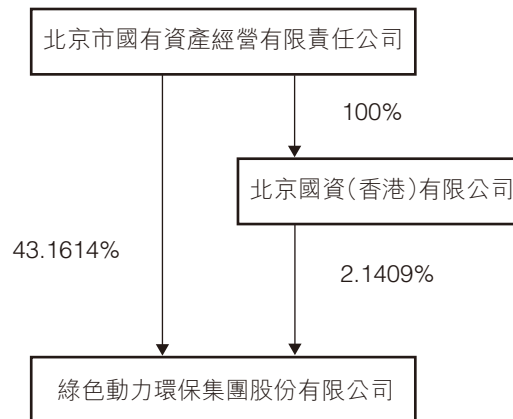 北京市國有資產經營有限責任公司
100%
北京國資(香港)有限公司
43.1614%
2.1409%
綠色動力環保集團股份有限公司